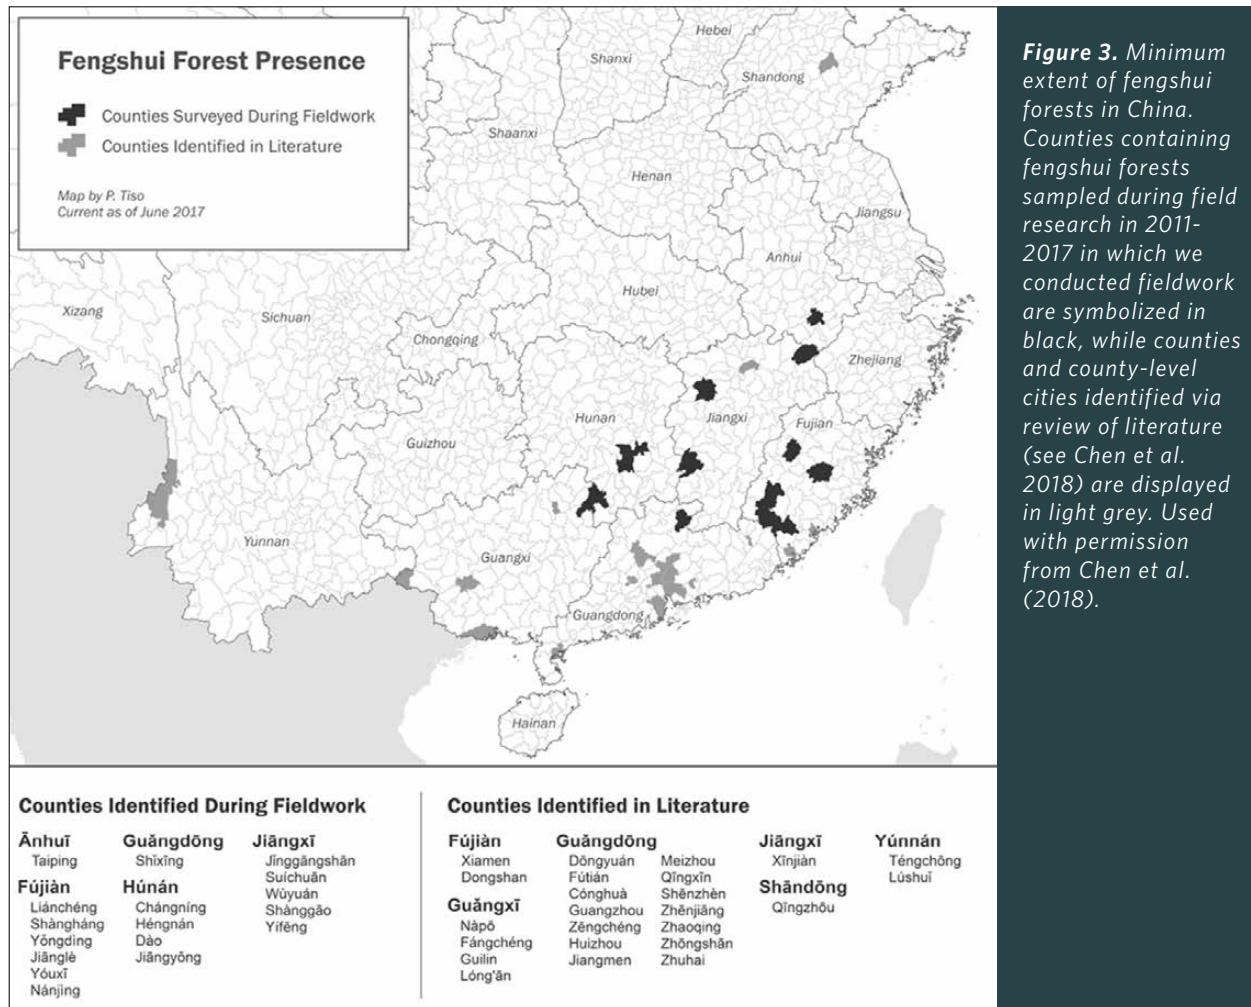 Fengshui Forest Presence
Counties Surveyed During Fieldwork
Counties Identified in Literature
Map by P. Tiso
Current as of June 2017
Hebei
Shanxi
Shandong
Shaanxi
Henan
Jiangsu
Anhui
Hubei
Xizang
Sichuan
Chongqing
Zhejiang
Hunan
Jiangxi
Fujian
Guizhou
Yunnan
Guangxi
Guangdong
Hainan
Figure 3. Minimum
extent of fengshui
forests in China.
Counties containing
fengshui forests
sampled during field
research in 2011-
2017 in which we
conducted fieldwork
are symbolized in
black, while counties
and county-level
cities identified via
review of literature
(see Chen et al.
2018) are displayed
in light grey. Used
with permission
from Chen et al.
(2018).
Counties Identified During Fieldwork
Ānhuī
Taiping
Fújiàn
Liánchéng
Shàngháng
Yǒngdìng
Jiānglè
Yóuxī
Nánjìng
Guǎngdōng
Shǐxīng
Húnán
Chángníng
Héngnán
Dào
Jiāngyǒng
Jiāngxī
Jǐnggāngshān
Suíchuān
Wùyuán
Shànggāo
Yífēng
Counties Identified in Literature
Fújiàn
Xiamen
Dongshan
Guǎngxī
Nàpō
Fángchéng
Guilin
Lóng'ān
Guǎngdōng
Dōngyuán
Fútián
Cónghuà
Guangzhou
Zēngchéng
Huizhou
Jiangmen
Meizhou
Qīngxīn
Shēnzhèn
Zhēnjiāng
Zhaoqing
Zhōngshān
Zhuhai
Jiāngxī
Xīnjiàn
Shāndōng
Qīngzhōu
Yúnnán
Téngchōng
Lúshuǐ